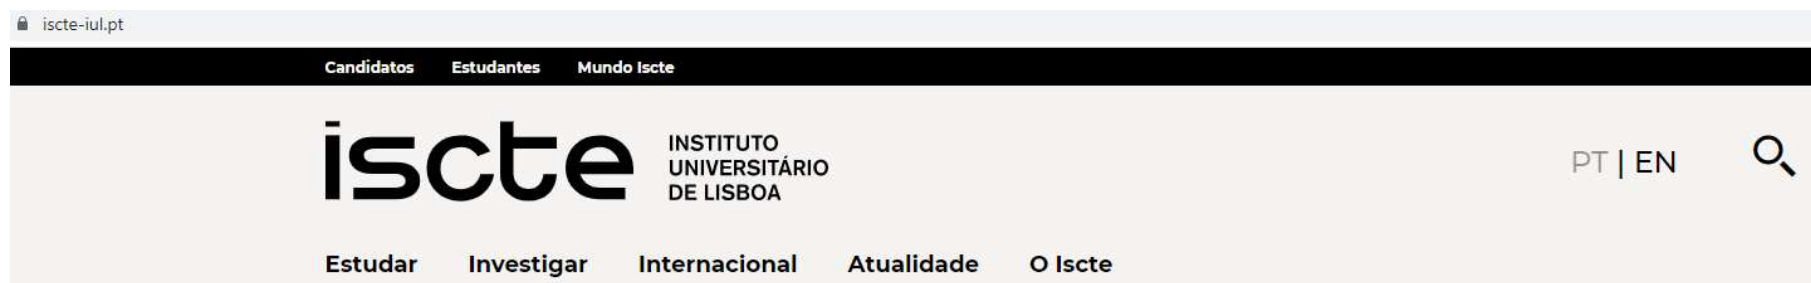 iscte-iul.pt
Candidatos Estudantes Mundo Iscte
iscte
INSTITUTO
UNIVERSITÁRIO
DE LISBOA
PT | EN
Estudar Investigar Internacional Atualidade O Iscte